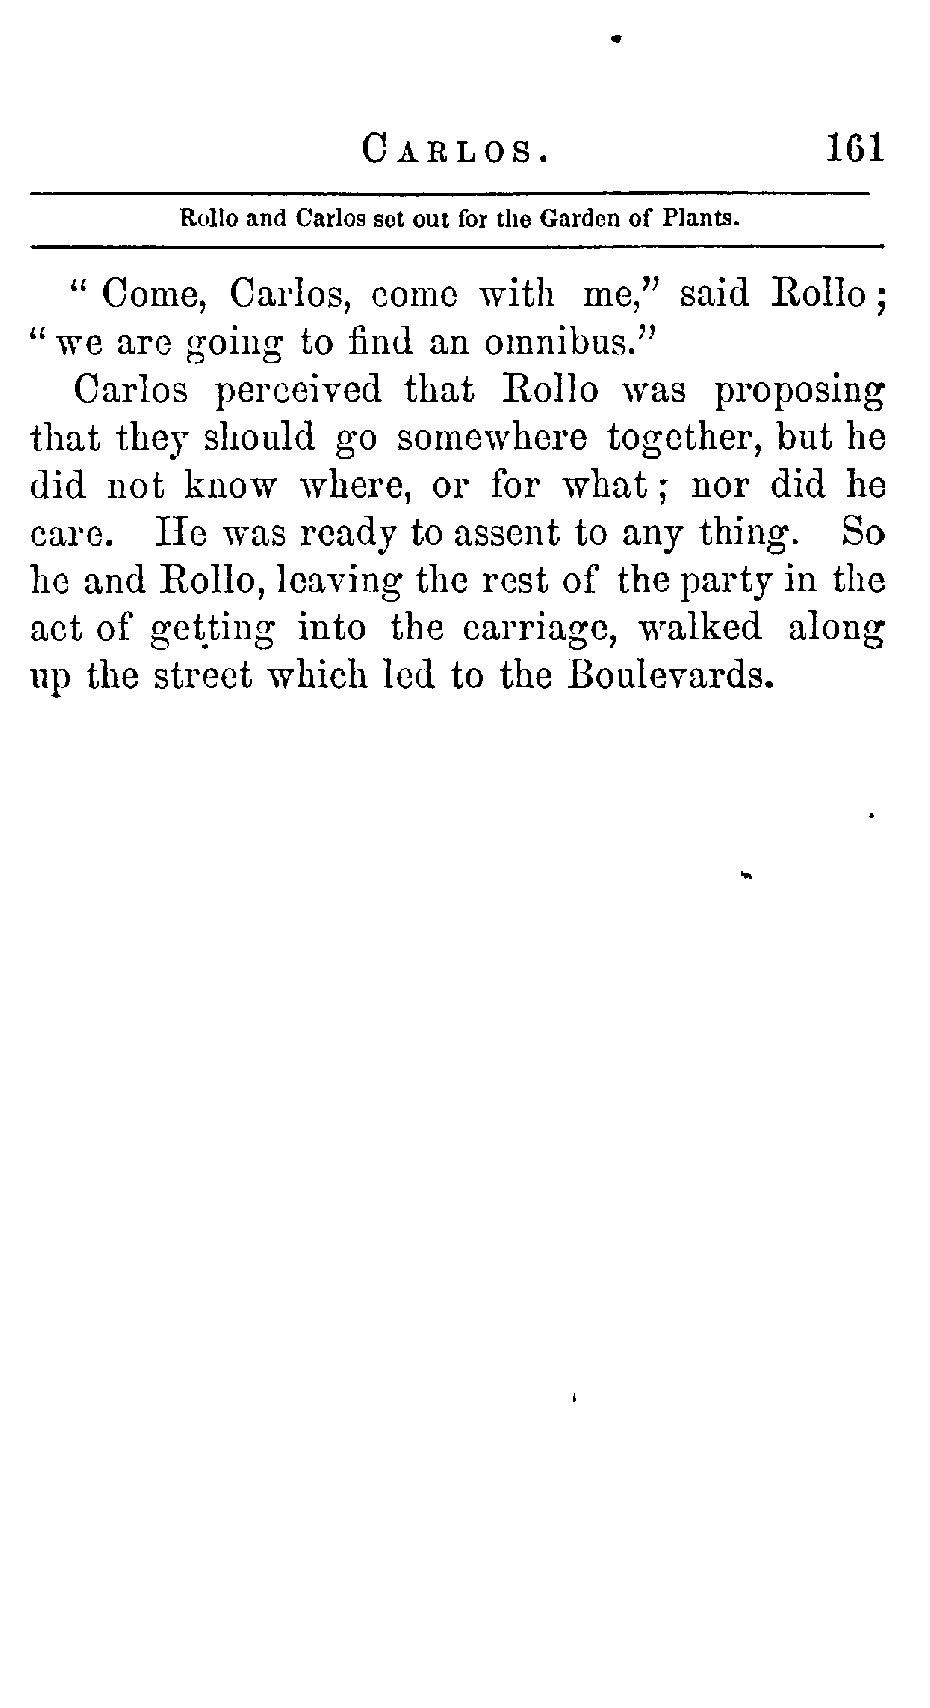 CARLOS. 161
Rollo and Carlos set out for the Garden of Plants.
" Come, Carlos, come with me," said Rollo ;
" we are going to find an omnibus."
Carlos perceived that Rollo was proposing
that they should go somewhere together, but he
did not know where, or for what ; nor did he
care. He was ready to assent to any thing. So
he and Rollo, leaving the rest of the party in the
act of getting into the carriage, walked along
up the street which led to the Boulevards.